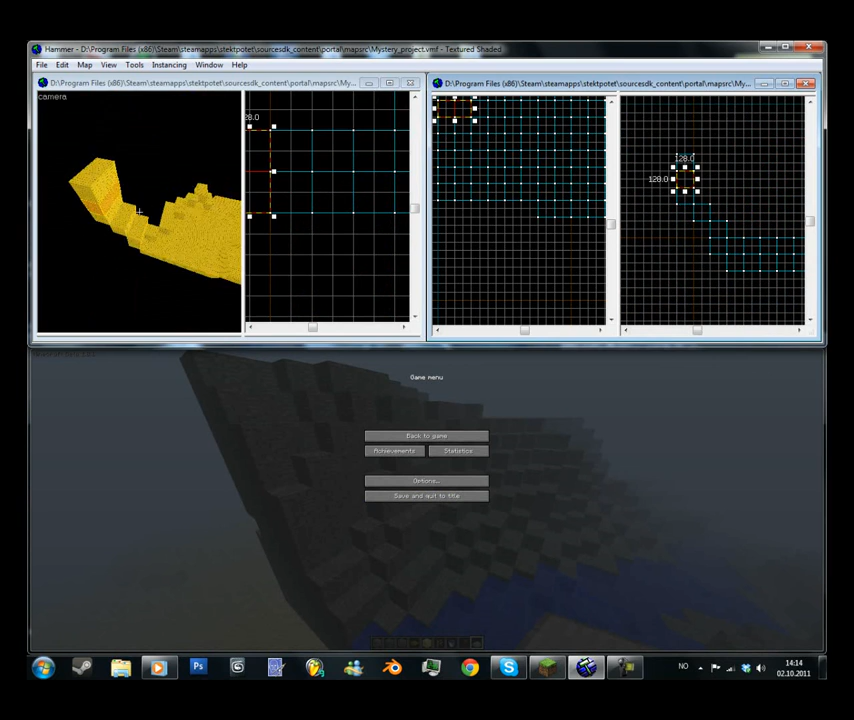 Hammer - D:\Program Files (x86)\Steam\steamapps\stektpotet\sourcesdk_content\portal\mapsrc\Mystery_project.vmf - Textured Shaded
File Edit Map View Tools Instancing Window Help
D:\Program Files (x86)\Steam\steamapps\stektpotet\sourcesdk_content\portal\mapsrc\My...
D:\Program Files (x86)\Steam\steamapps\stektpotet\sourcesdk_content\portal\mapsrc\My...
camera
28.0
128.0
128.0
Game menu
Back to game
Achievements
Statistics
Options...
Save and quit to title
Ps
NO
14:14
02.10.2011